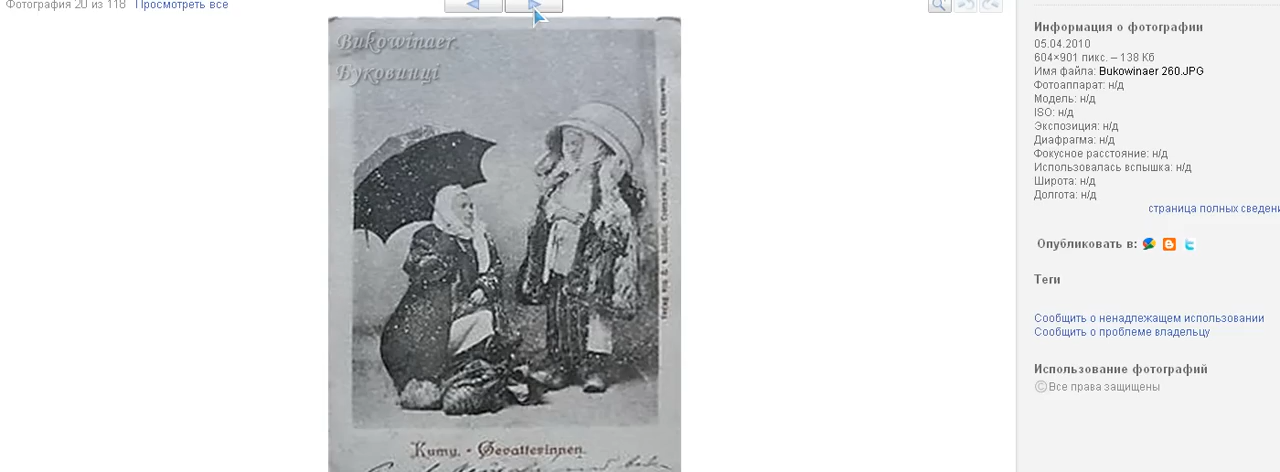 Фотография 20 из 118 Просмотреть все
Bukowinaer
Буковинці
Kumy. - Gevatterinnen.
Информация о фотографии
05.04.2010
604×901 пикс. – 138 Кб
Имя файла: Bukowinaer 260.JPG
Фотоаппарат: н/д
Модель: н/д
ISO: н/д
Экспозиция: н/д
Диафрагма: н/д
Фокусное расстояние: н/д
Использовалась вспышка: н/д
Широта: н/д
Долгота: н/д
страница полных сведени
Опубликовать в:
Теги
Сообщить о ненадлежащем использовании
Сообщить о проблеме владельцу
Использование фотографий
©Все права защищены